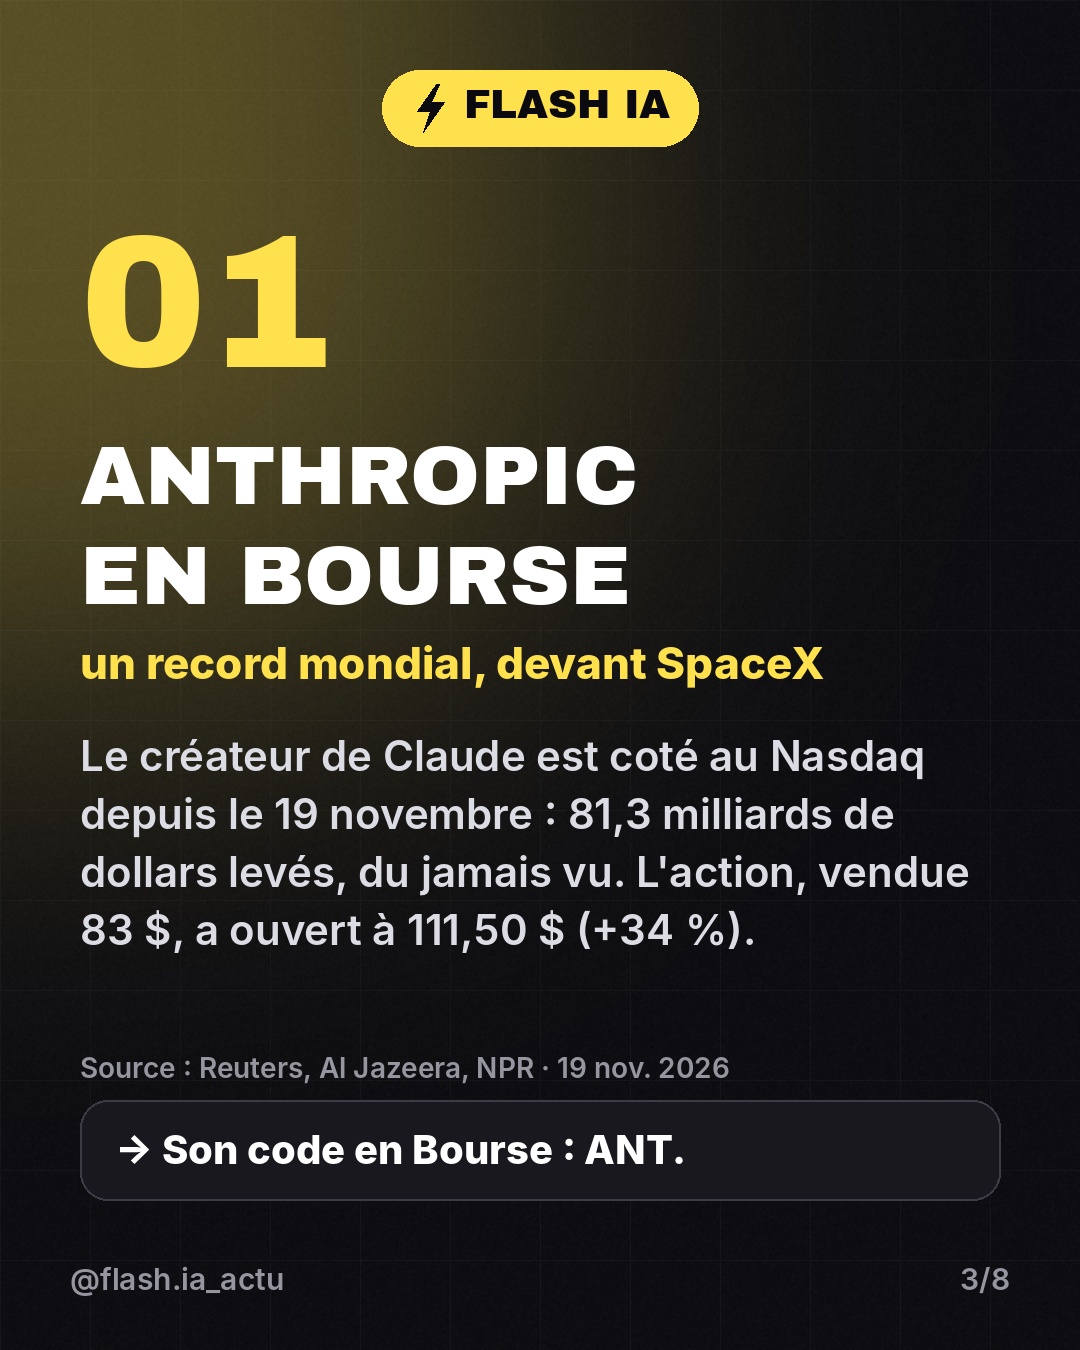 FLASH IA
01
ANTHROPIC
EN BOURSE
un record mondial, devant SpaceX
Le créateur de Claude est coté au Nasdaq
depuis le 19 novembre : 81,3 milliards de
dollars levés, du jamais vu. L'action, vendue
83 $, a ouvert à 111,50 $ (+34 %).
Source : Reuters, Al Jazeera, NPR · 19 nov. 2026
→ Son code en Bourse : ANT.
@flash.ia_actu
3/8